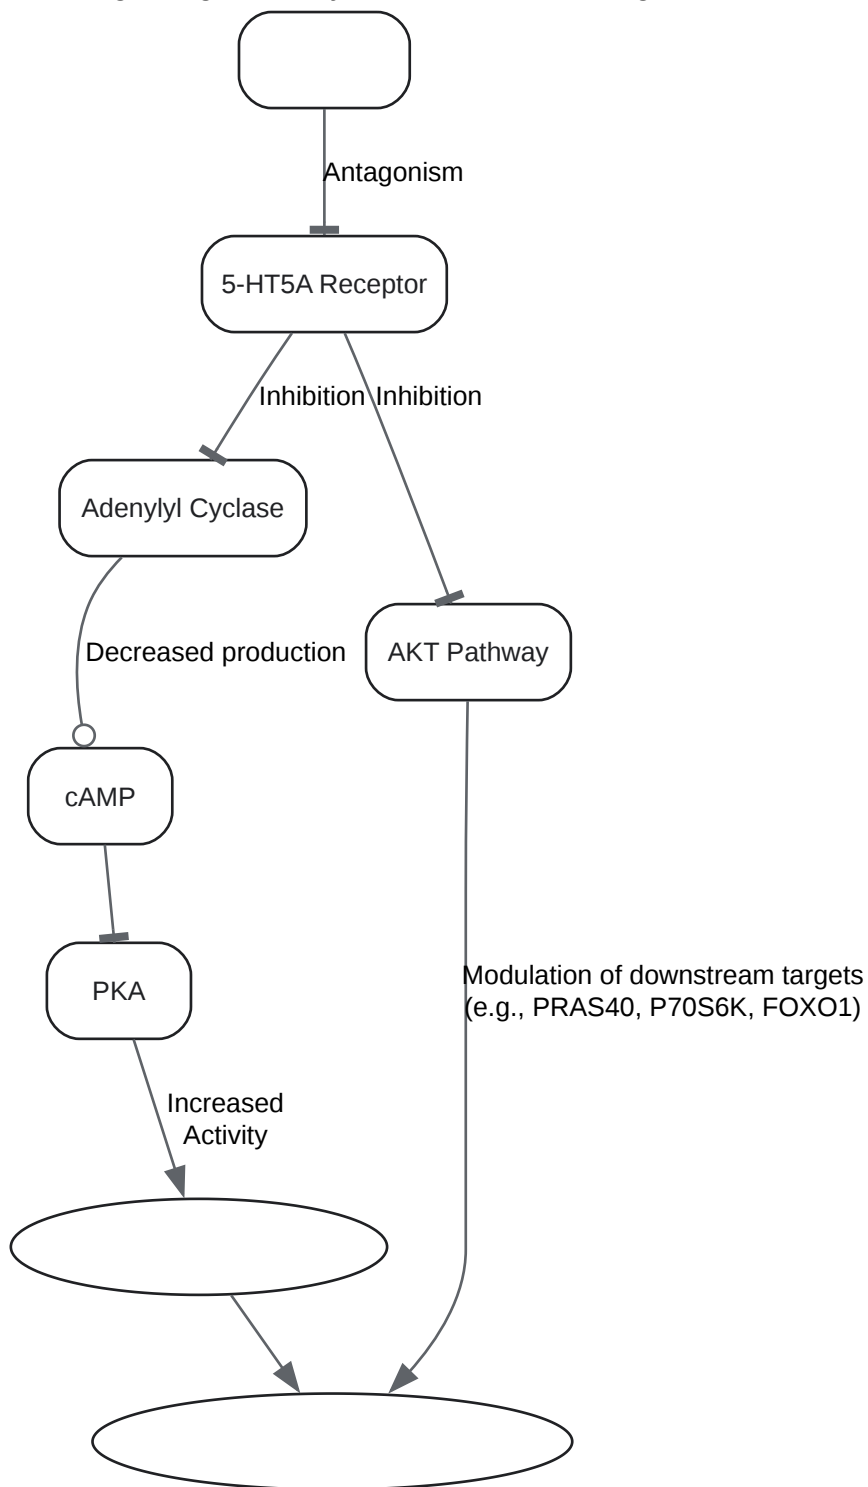 Antagonism
5-HT5A Receptor
Inhibition
Inhibition
Adenylyl Cyclase
Decreased production
AKT Pathway
cAMP
Modulation of downstream targets
(e.g., PRAS40, P70S6K, FOXO1)
PKA
Increased
Activity